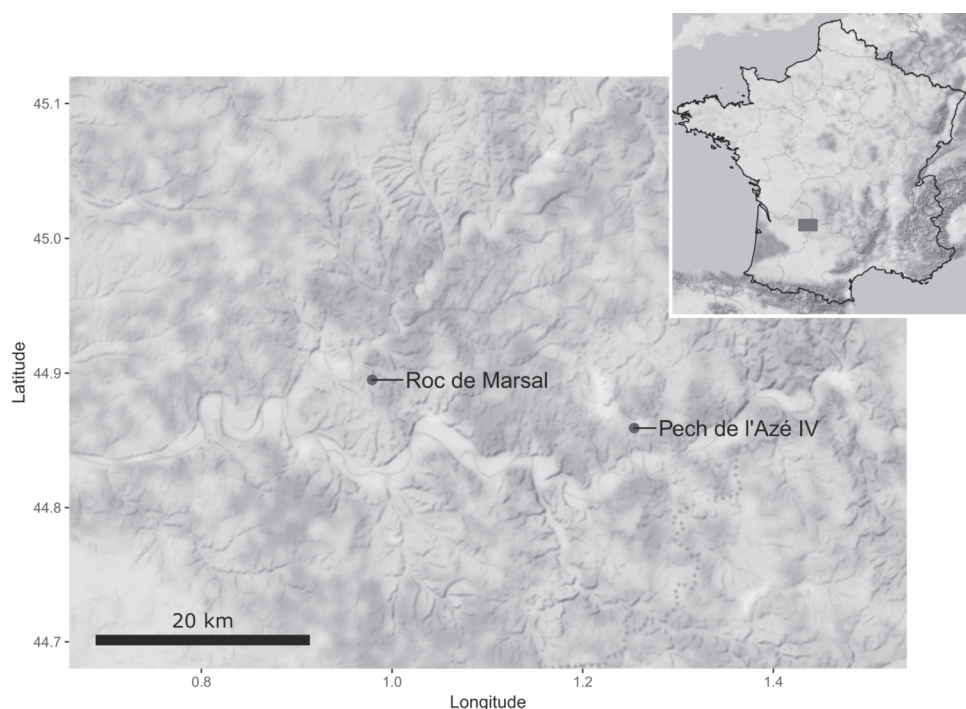 45.1
45.0
44.9
44.8
44.7
Latitude
Roc de Marsal
Pech de l'Azé IV
20 km
0.8
1.0
1.2
1.4
Longitude